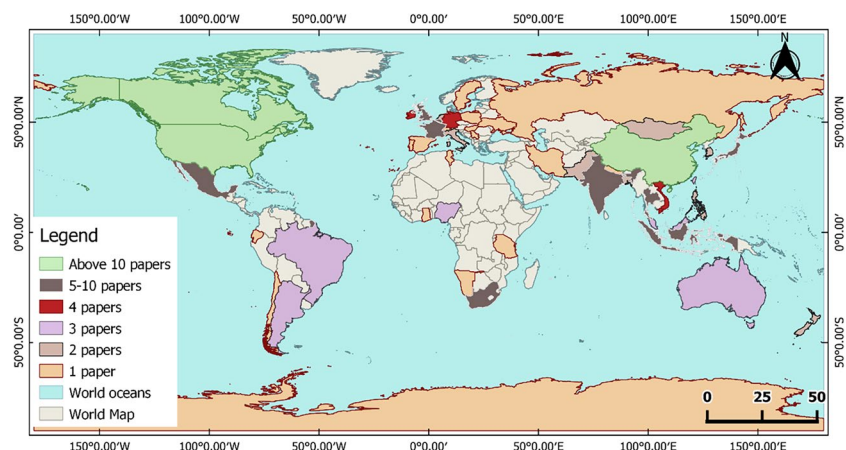 150°0.00'W 100°0.00'W 50°0.00'W 0°0.00' 50°0.00'E 100°0.00'E 150°0.00'E
N
50°0.00'N 50°0.00'N
0°0.00' 0°0.00'
50°0.00'S 50°0.00'S
Legend
Above 10 papers
5-10 papers
4 papers
3 papers
2 papers
1 paper
World oceans
World Map
0 25 50
150°0.00'W 100°0.00'W 50°0.00'W 0°0.00' 50°0.00'E 100°0.00'E 150°0.00'E